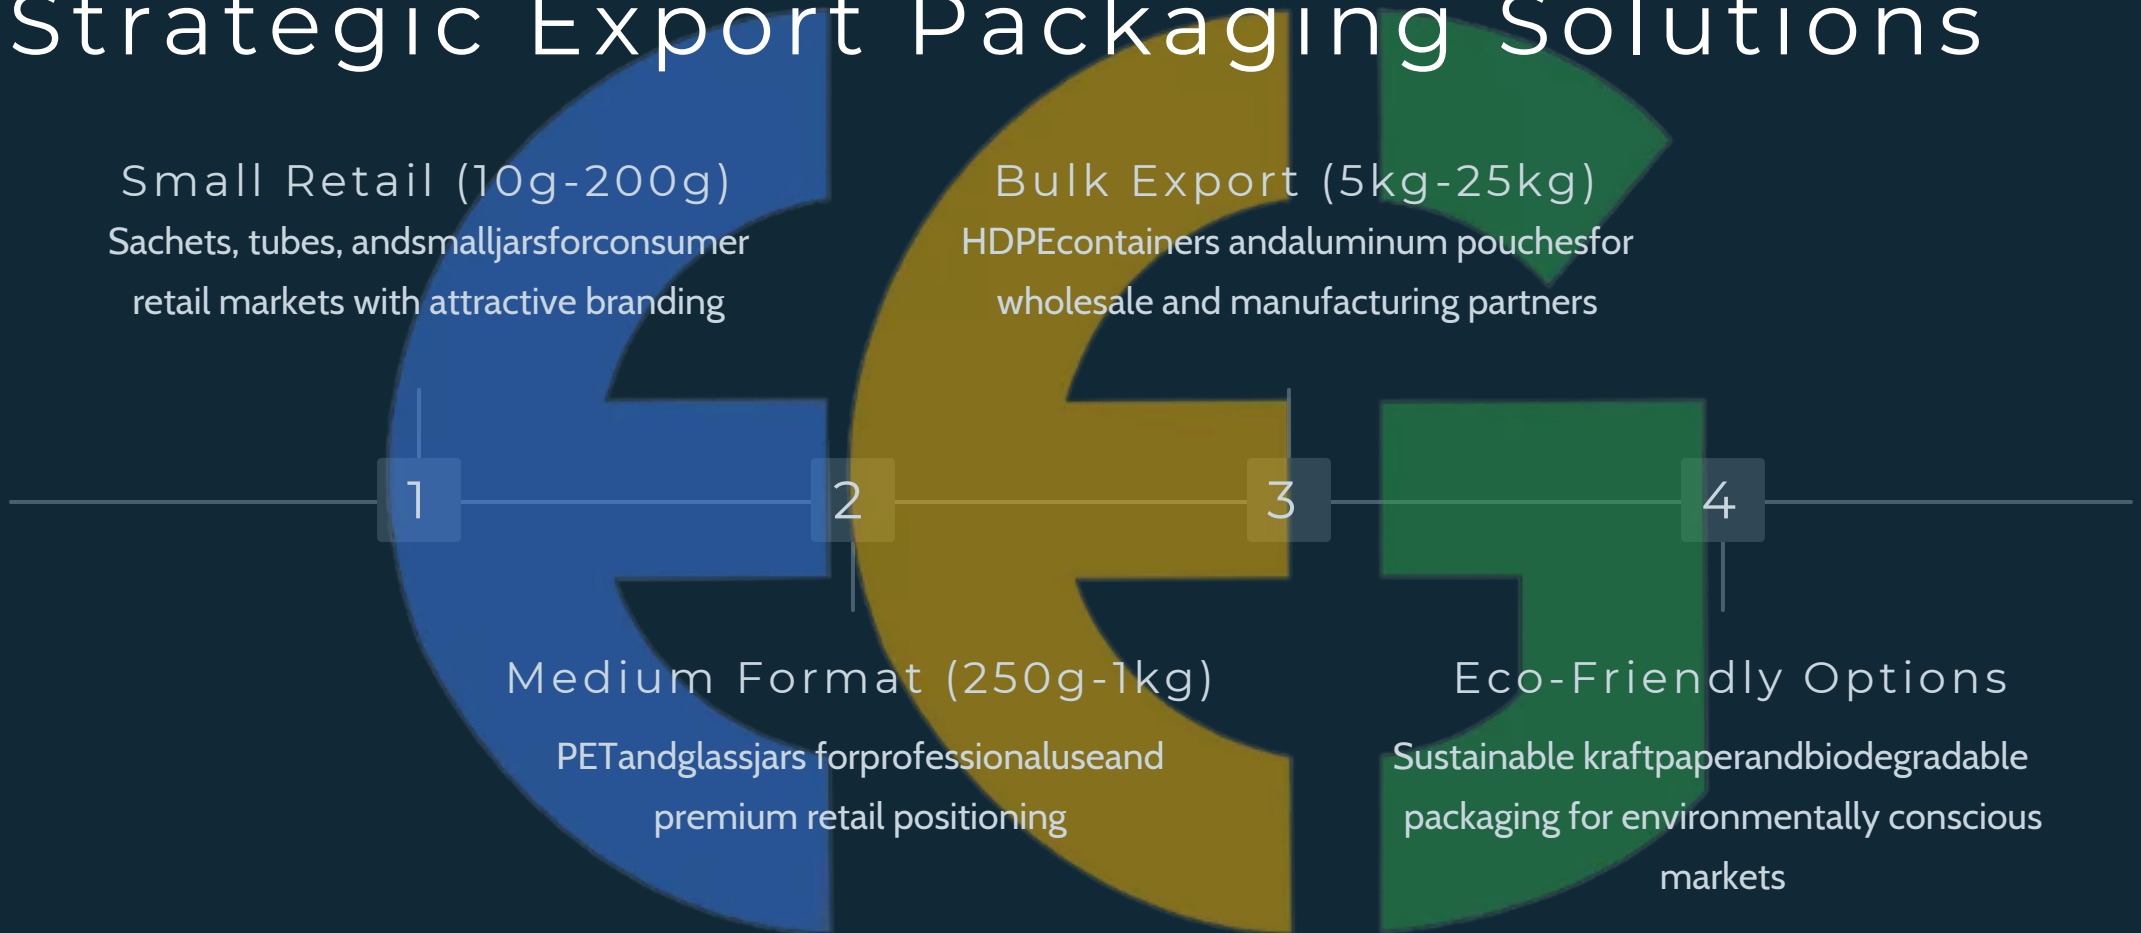 Strategic Export Packaging Solutions
Small Retail (10g-200g)
Sachets, tubes, andsmalljarsforconsumer
retail markets with attractive branding
Bulk Export (5kg-25kg)
HDPEcontainers andaluminum pouchesfor
wholesale and manufacturing partners
1
2
3
4
Medium Format (250g-1kg)
PETandglassjars forprofessionaluseand
premium retail positioning
Eco-Friendly Options
Sustainable kraftpaperandbiodegradable
packaging for environmentally conscious
markets